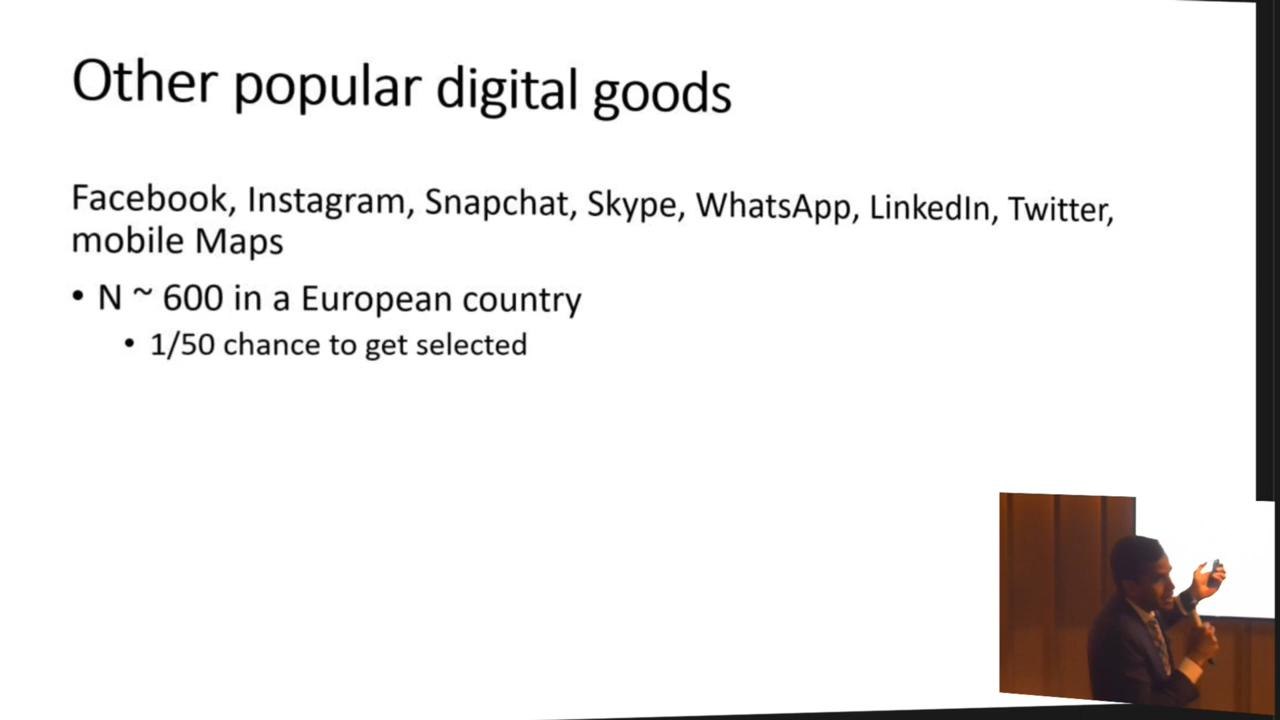 Other popular digital goods
Facebook, Instagram, Snapchat, Skype, WhatsApp, LinkedIn, Twitter,
mobile Maps
• N ~ 600 in a European country
• 1/50 chance to get selected